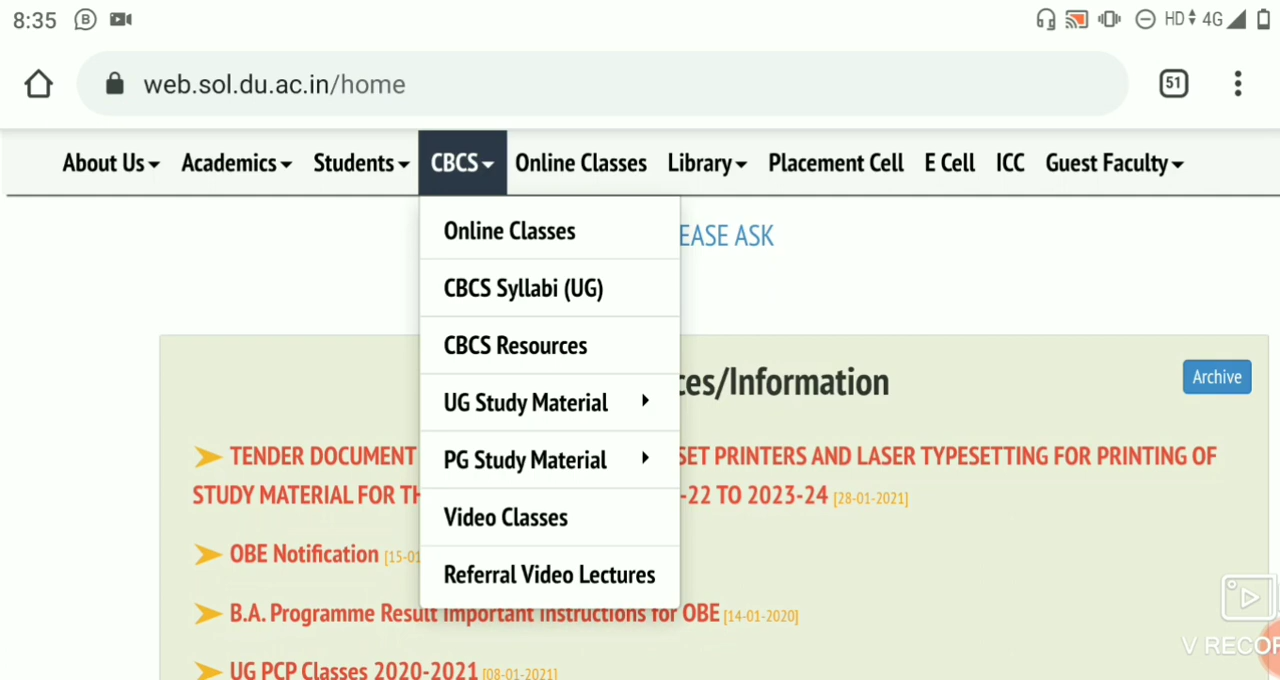 8:35 B HD 4G
web.sol.du.ac.in/home 51
About Us Academics Students CBCS Online Classes Library Placement Cell E Cell ICC Guest Faculty
Online Classes
EASE ASK
CBCS Syllabi (UG)
CBCS Resources
ces/Information
Archive
UG Study Material
PG Study Material
Video Classes
Referral Video Lectures
TENDER DOCUMENT SET PRINTERS AND LASER TYPESETTING FOR PRINTING OF
STUDY MATERIAL FOR TH -22 TO 2023-24 [28-01-2021]
OBE Notification [15-01
B.A. Programme Result Important Instructions for OBE [14-01-2020]
UG PCP Classes 2020-2021 [08-01-2021]
V RECOR